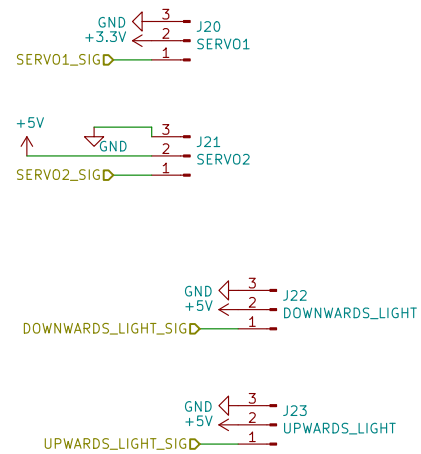 GND 3 J20
+3.3V 2 SERVO1
SERVO1_SIG 1
+5V 3 J21
GND 2 SERVO2
SERVO2_SIG 1
GND 3 J22
+5V 2 DOWNWARDS_LIGHT
DOWNWARDS_LIGHT_SIG 1
GND 3 J23
+5V 2 UPWARDS_LIGHT
UPWARDS_LIGHT_SIG 1